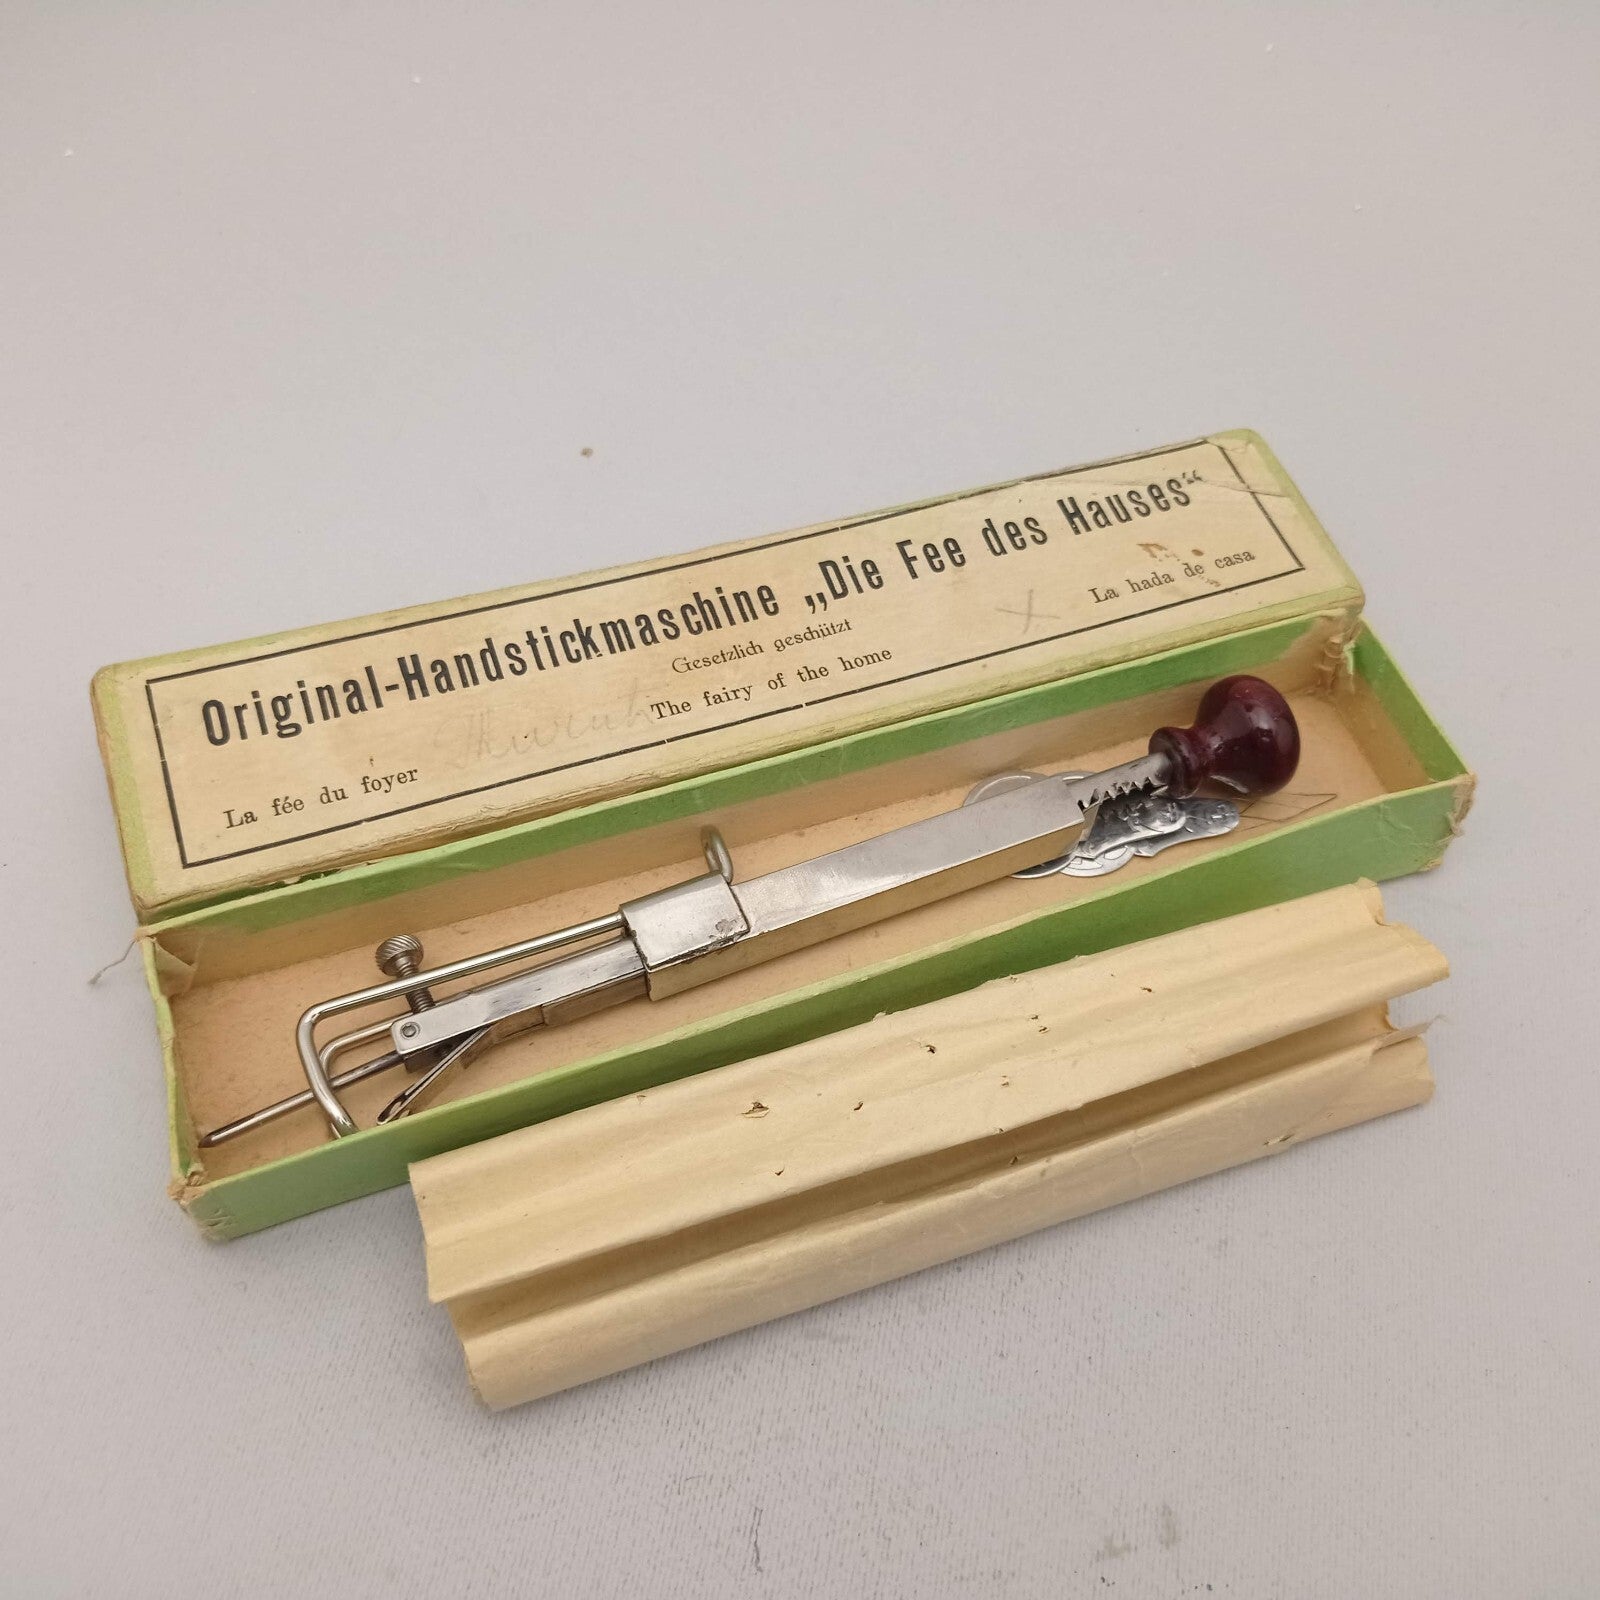 Original-Handstickmaschine „Die Fee des Hauses“
Gesetzlich geschützt
La fée du foyer The fairy of the home La hada de casa